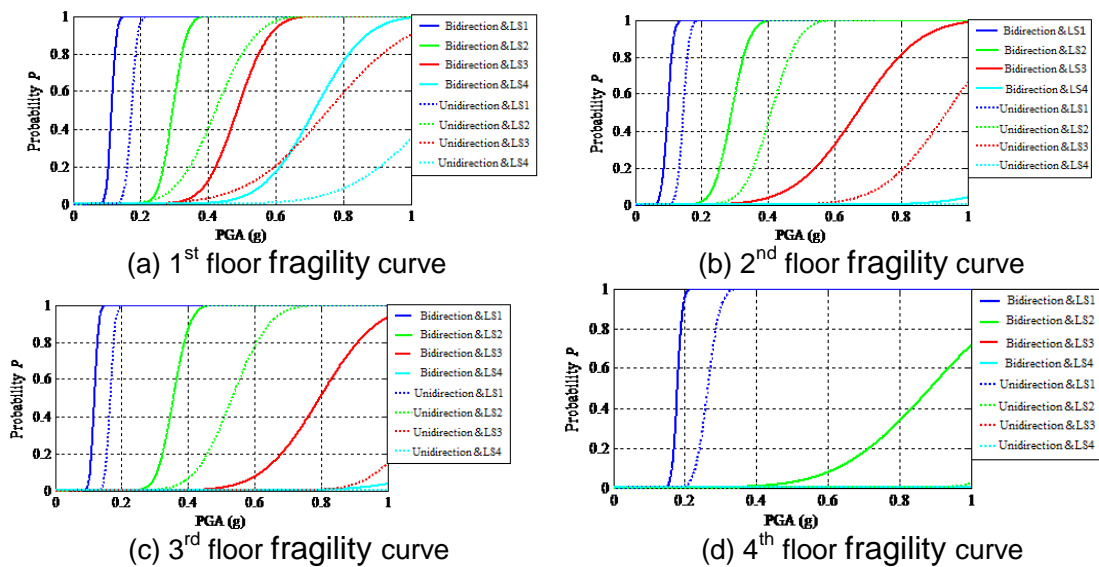 1
0.8
0.6
0.4
0.2
0
0 0.2 0.4 0.6 0.8 1
Probability P
PGA (g)
Bidirection&LS1
Bidirection&LS2
Bidirection&LS3
Bidirection&LS4
Unidirection&LS1
Unidirection&LS2
Unidirection&LS3
Unidirection&LS4
(a) 1st floor fragility curve
1
0.8
0.6
0.4
0.2
0
0 0.2 0.4 0.6 0.8 1
Probability P
PGA (g)
Bidirection&LS1
Bidirection&LS2
Bidirection&LS3
Bidirection&LS4
Unidirection&LS1
Unidirection&LS2
Unidirection&LS3
Unidirection&LS4
(b) 2nd floor fragility curve
1
0.8
0.6
0.4
0.2
0
0 0.2 0.4 0.6 0.8 1
Probability P
PGA (g)
Bidirection&LS1
Bidirection&LS2
Bidirection&LS3
Bidirection&LS4
Unidirection&LS1
Unidirection&LS2
Unidirection&LS3
Unidirection&LS4
(c) 3rd floor fragility curve
1
0.8
0.6
0.4
0.2
0
0 0.2 0.4 0.6 0.8 1
Probability P
PGA (g)
Bidirection&LS1
Bidirection&LS2
Bidirection&LS3
Bidirection&LS4
Unidirection&LS1
Unidirection&LS2
Unidirection&LS3
Unidirection&LS4
(d) 4th floor fragility curve